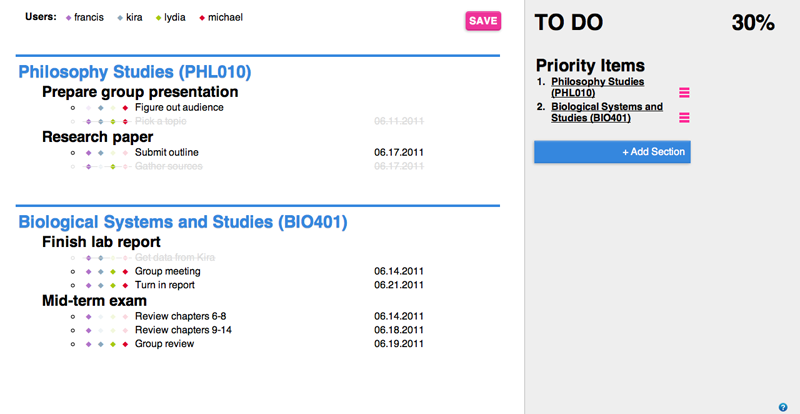 Users: francis kira lydia michael SAVE
Philosophy Studies (PHL010)
Prepare group presentation
Figure out audience
Pick a topic 06.11.2011
Research paper
Submit outline 06.17.2011
Gather sources 06.17.2011
Biological Systems and Studies (BIO401)
Finish lab report
Get data from Kira
Group meeting 06.14.2011
Turn in report 06.21.2011
Mid-term exam
Review chapters 6-8 06.14.2011
Review chapters 9-14 06.18.2011
Group review 06.19.2011
TO DO 30%
Priority Items
1. Philosophy Studies
(PHL010)
2. Biological Systems and
Studies (BIO401)
+ Add Section
?